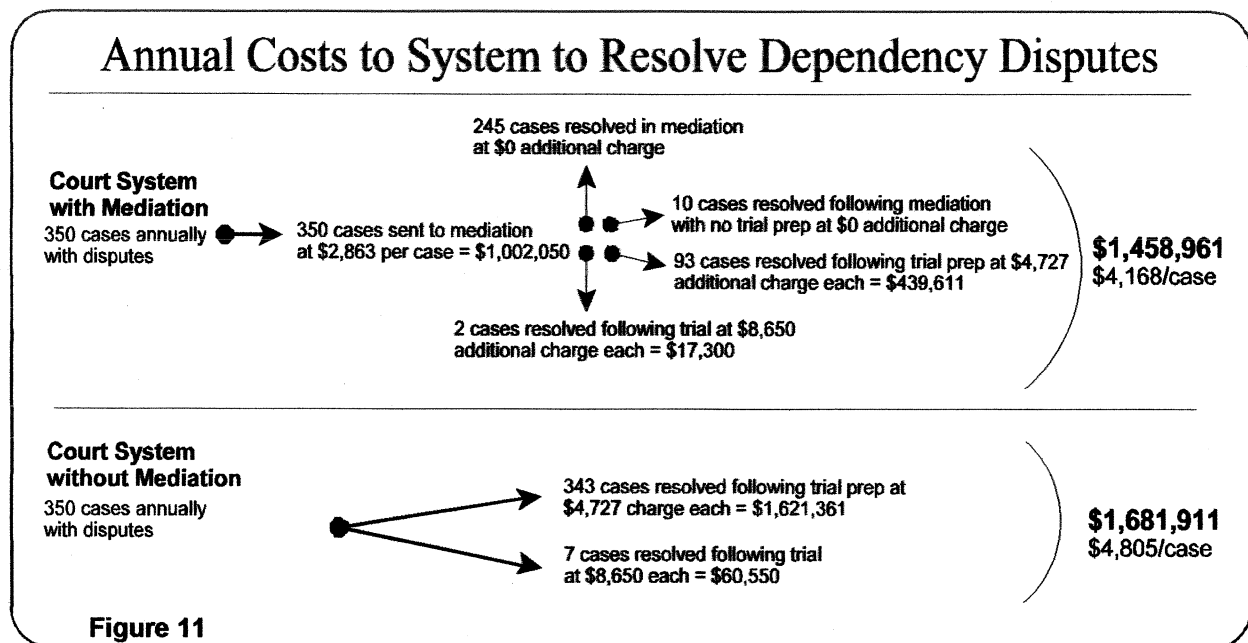 Annual Costs to System to Resolve Dependency Disputes
245 cases resolved in mediation
at $0 additional charge
Court System
with Mediation
350 cases annually
with disputes
350 cases sent to mediation
at $2,863 per case = $1,002,050
10 cases resolved following mediation
with no trial prep at $0 additional charge
93 cases resolved following trial prep at $4,727
additional charge each = $439,611
2 cases resolved following trial at $8,650
additional charge each = $17,300
$1,458,961
$4,168/case
Court System
without Mediation
350 cases annually
with disputes
343 cases resolved following trial prep at
$4,727 charge each = $1,621,361
7 cases resolved following trial
at $8,650 each = $60,550
$1,681,911
$4,805/case
Figure 11